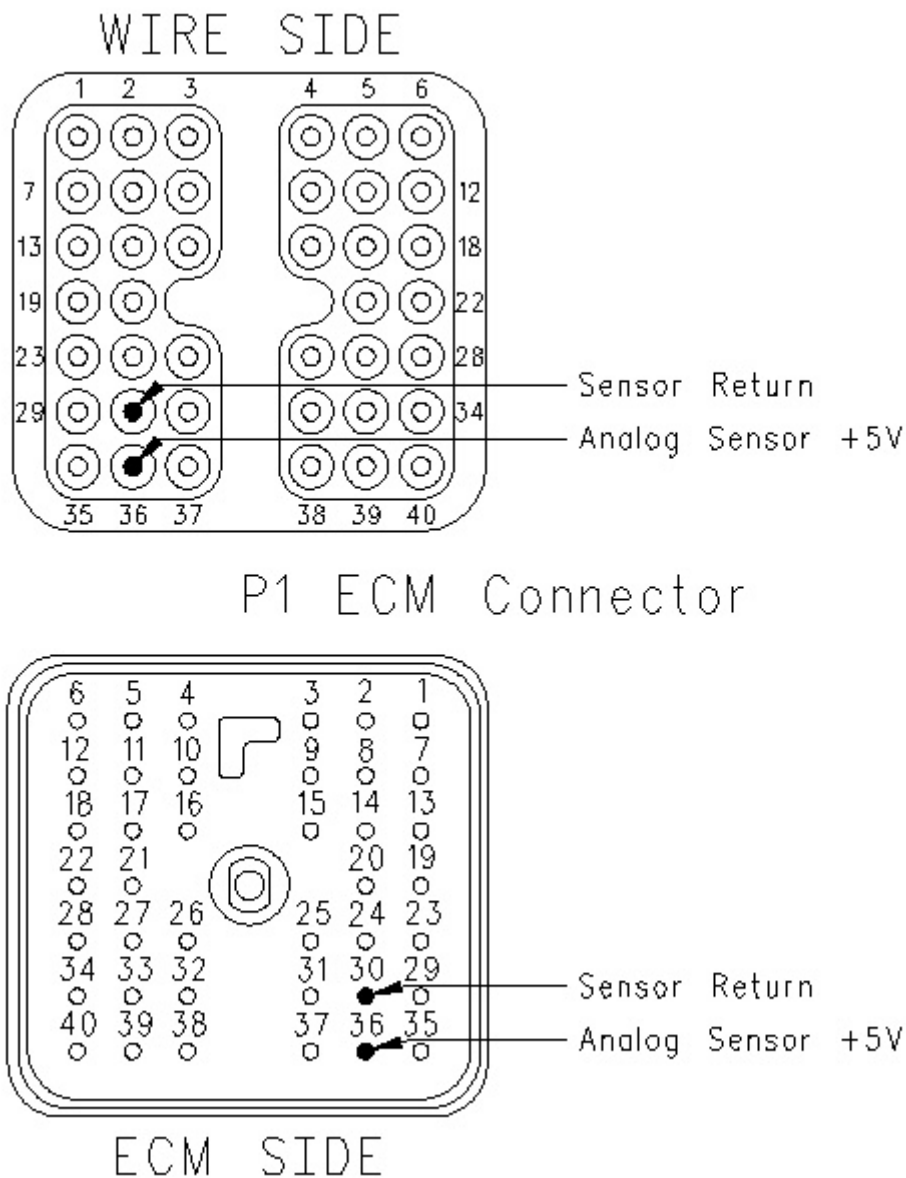 WIRE SIDE
1 2 3 4 5 6
7 12
13 18
19 22
23 28
Sensor Return
29 34
Analog Sensor +5V
35 36 37 38 39 40
P1 ECM Connector
6 5 4 3 2 1
12 11 10 9 8 7
18 17 16 15 14 13
22 21 20 19
28 27 26 25 24 23
34 33 32 31 30 29
Sensor Return
40 39 38 37 36 35
Analog Sensor +5V
ECM SIDE